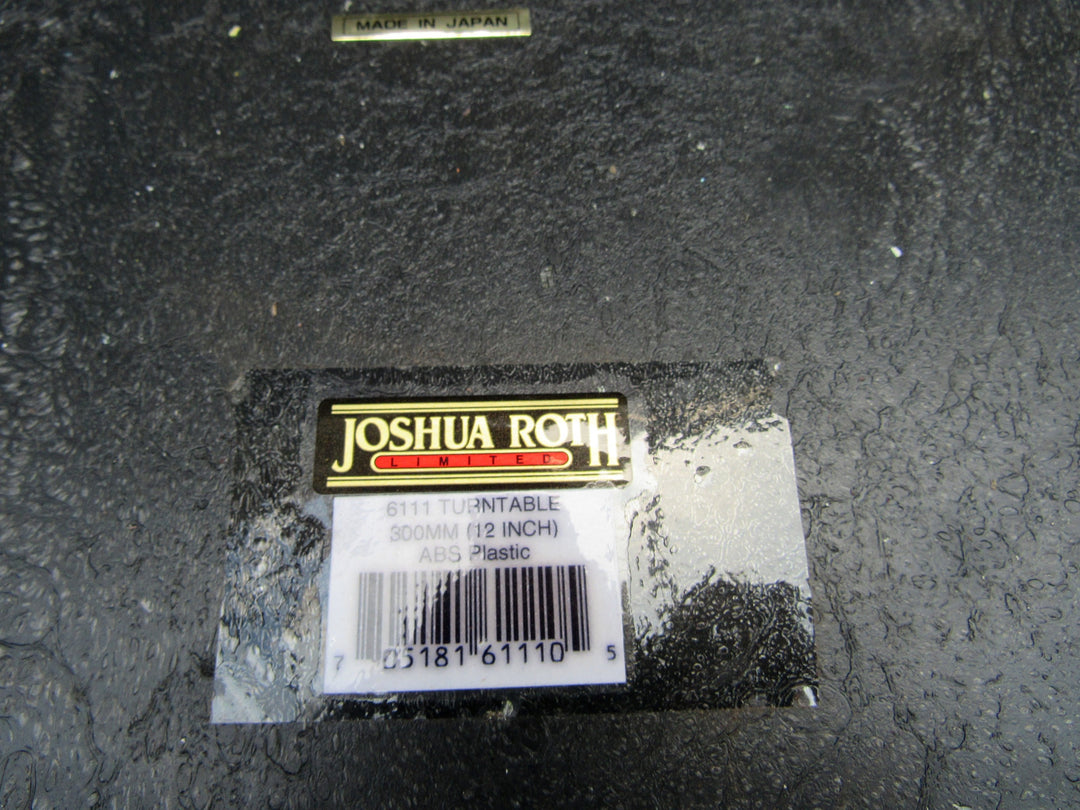 MADE IN JAPAN
JOSHUA ROTH
LIMITED
6111 TURNTABLE
300MM (12 INCH)
ABS Plastic
7 05181 61110 5